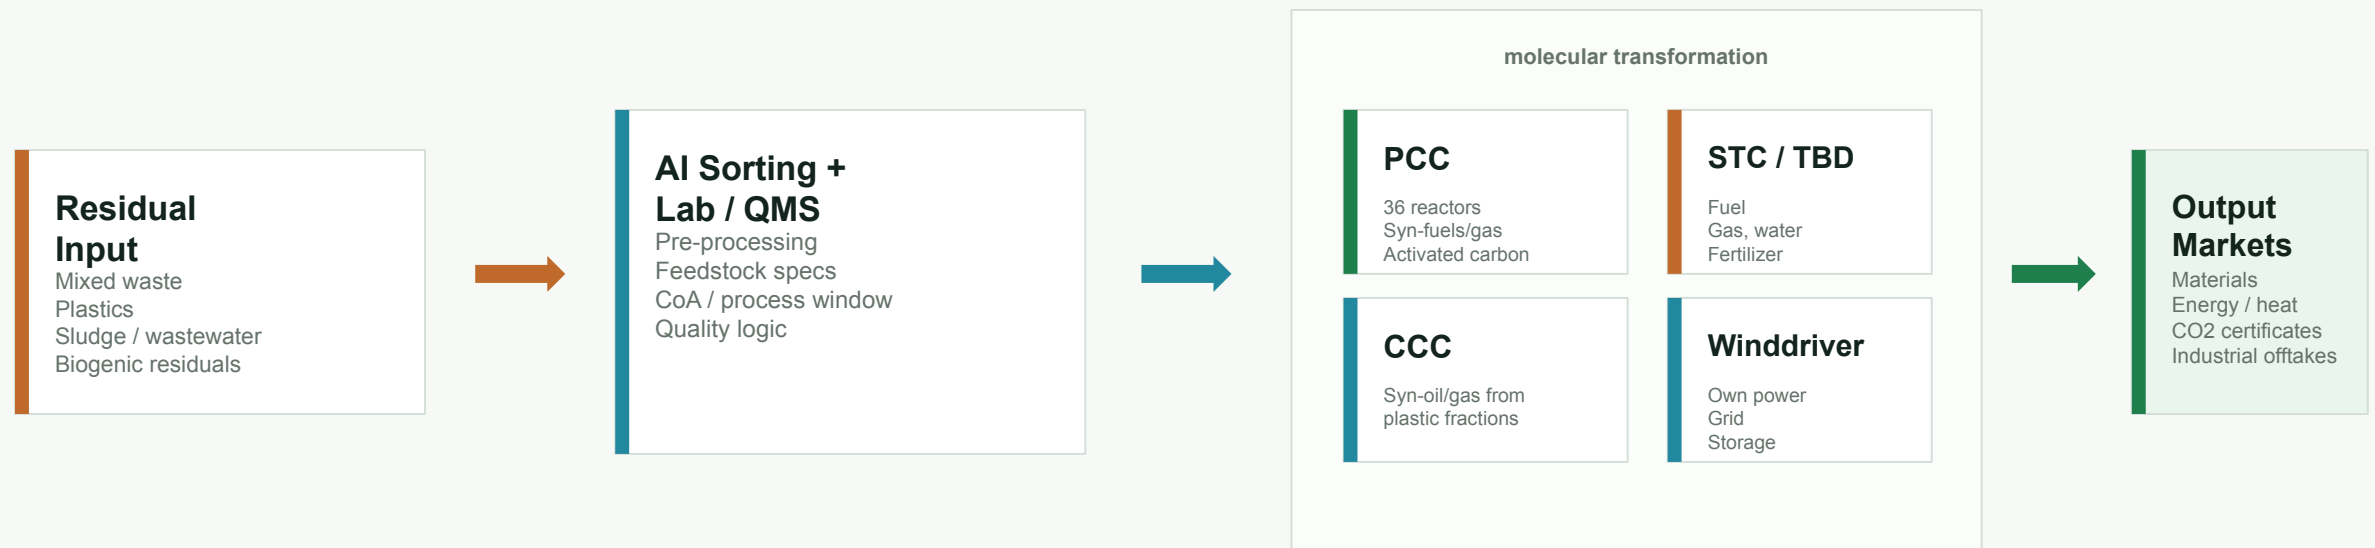 Residual
Input
Mixed waste
Plastics
Sludge / wastewater
Biogenic residuals
AI Sorting +
Lab / QMS
Pre-processing
Feedstock specs
CoA / process window
Quality logic
molecular transformation
PCC
36 reactors
Syn-fuels/gas
Activated carbon
STC / TBD
Fuel
Gas, water
Fertilizer
CCC
Syn-oil/gas from
plastic fractions
Winddriver
Own power
Grid
Storage
Output
Markets
Materials
Energy / heat
CO2 certificates
Industrial offtakes